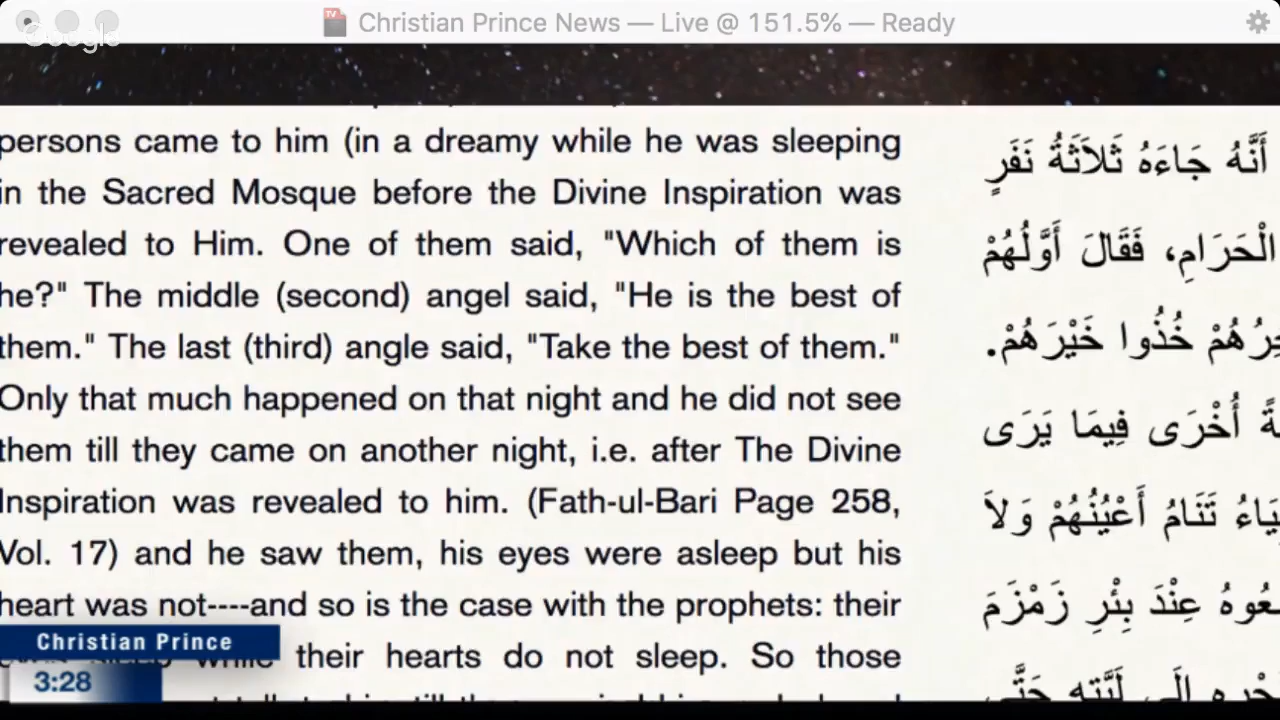 Christian Prince News — Live @ 151.5% — Ready
Google
persons came to him (in a dreamy while he was sleeping
in the Sacred Mosque before the Divine Inspiration was
revealed to Him. One of them said, "Which of them is
he?" The middle (second) angel said, "He is the best of
them." The last (third) angle said, "Take the best of them."
Only that much happened on that night and he did not see
them till they came on another night, i.e. after The Divine
Inspiration was revealed to him. (Fath-ul-Bari Page 258,
Vol. 17) and he saw them, his eyes were asleep but his
heart was not----and so is the case with the prophets: their
while their hearts do not sleep. So those
أَنَّهُ جَاءَهُ ثَلاَثَةُ نَفَرٍ
الْحَرَامِ، فَقَالَ أَوَّلُهُمْ
خِرُهُمْ خُذُوا خَيْرَهُمْ.
ةً أُخْرَى فِيمَا يَرَى
يَاءُ تَنَامُ أَعْيُنُهُمْ وَلاَ
عُوهُ عِنْدَ بِئْرِ زَمْزَمَ
حْرِهِ إِلَى لَبَّتِهِ حَتَّى
Christian Prince
3:28